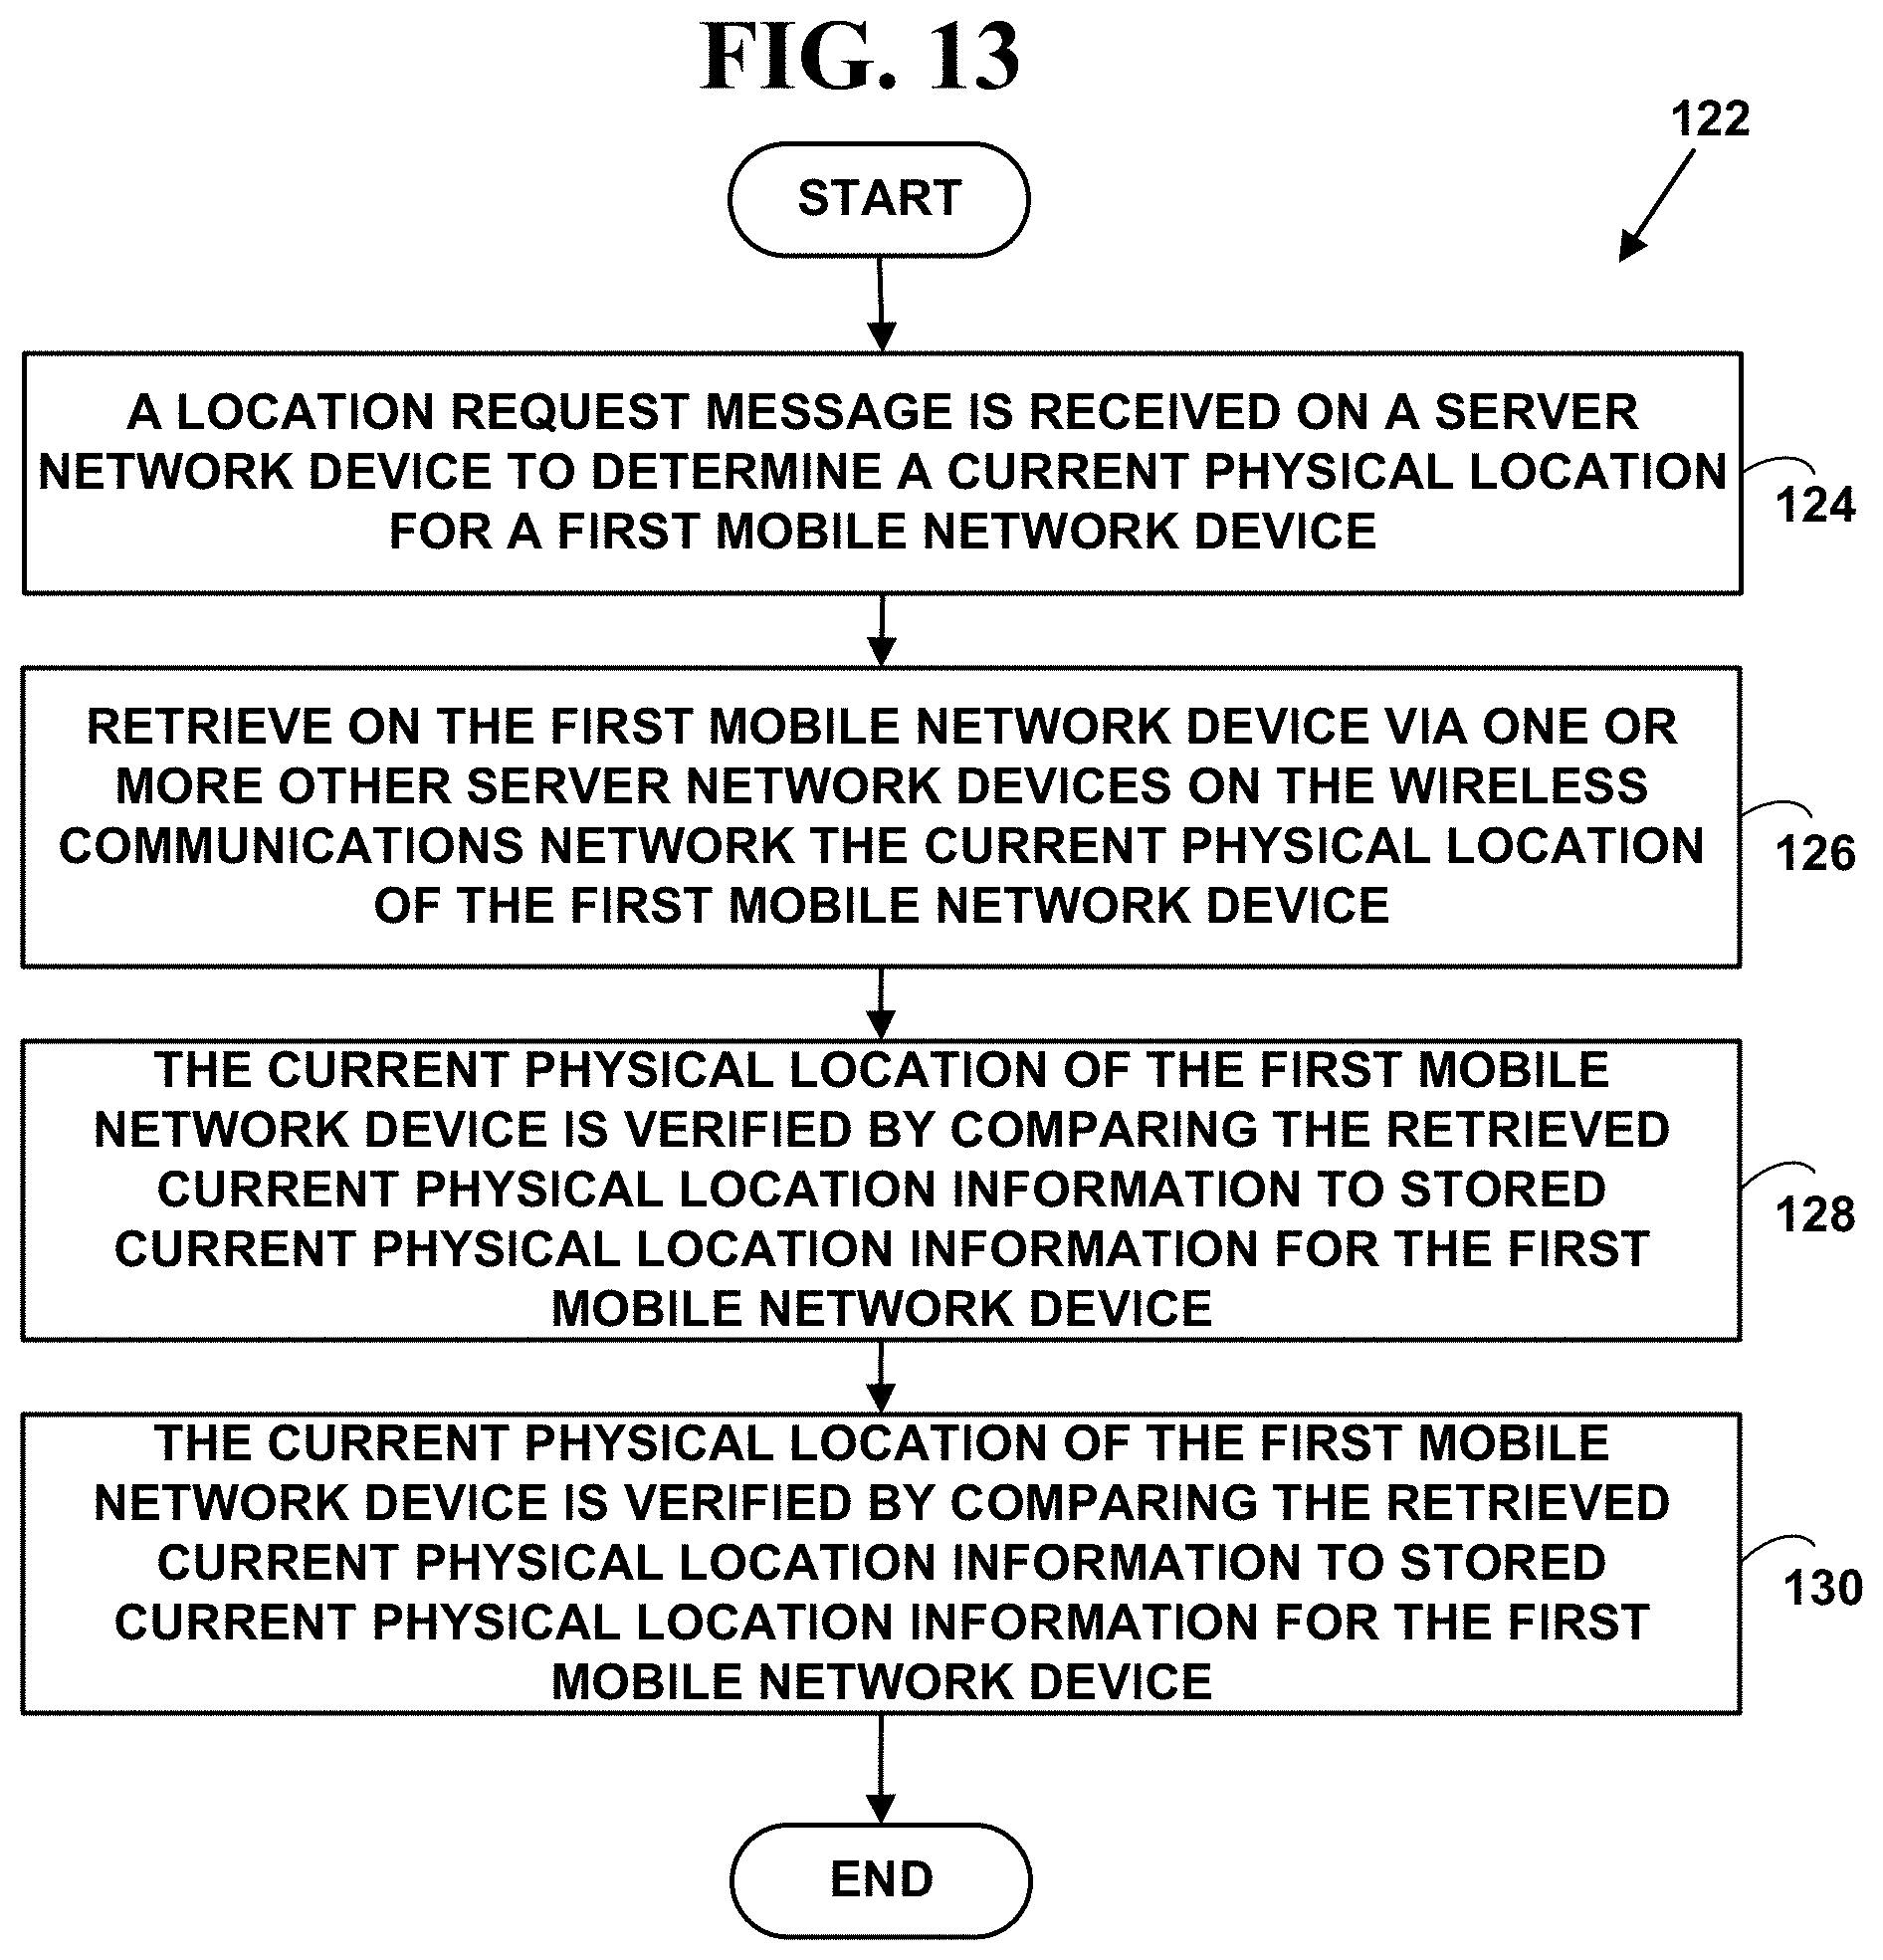 FIG. 13
122
START
A LOCATION REQUEST MESSAGE IS RECEIVED ON A SERVER
NETWORK DEVICE TO DETERMINE A CURRENT PHYSICAL LOCATION
FOR A FIRST MOBILE NETWORK DEVICE
124
RETRIEVE ON THE FIRST MOBILE NETWORK DEVICE VIA ONE OR
MORE OTHER SERVER NETWORK DEVICES ON THE WIRELESS
COMMUNICATIONS NETWORK THE CURRENT PHYSICAL LOCATION
OF THE FIRST MOBILE NETWORK DEVICE
126
THE CURRENT PHYSICAL LOCATION OF THE FIRST MOBILE
NETWORK DEVICE IS VERIFIED BY COMPARING THE RETRIEVED
CURRENT PHYSICAL LOCATION INFORMATION TO STORED
CURRENT PHYSICAL LOCATION INFORMATION FOR THE FIRST
MOBILE NETWORK DEVICE
128
THE CURRENT PHYSICAL LOCATION OF THE FIRST MOBILE
NETWORK DEVICE IS VERIFIED BY COMPARING THE RETRIEVED
CURRENT PHYSICAL LOCATION INFORMATION TO STORED
CURRENT PHYSICAL LOCATION INFORMATION FOR THE FIRST
MOBILE NETWORK DEVICE
130
END